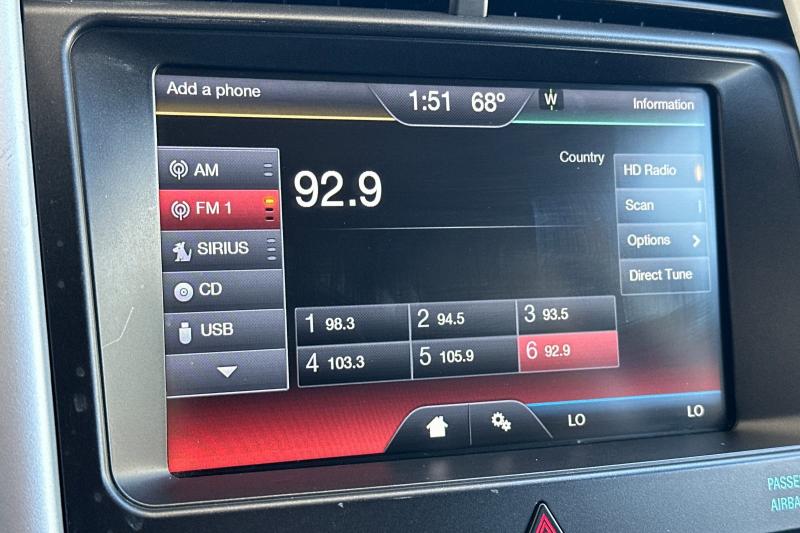 Add a phone
1:51 68°
W
Information
AM
FM 1
SIRIUS
CD
USB
92.9
Country
HD Radio
Scan
Options
Direct Tune
1 98.3
2 94.5
3 93.5
4 103.3
5 105.9
6 92.9
LO
LO
PASSE
AIRBA